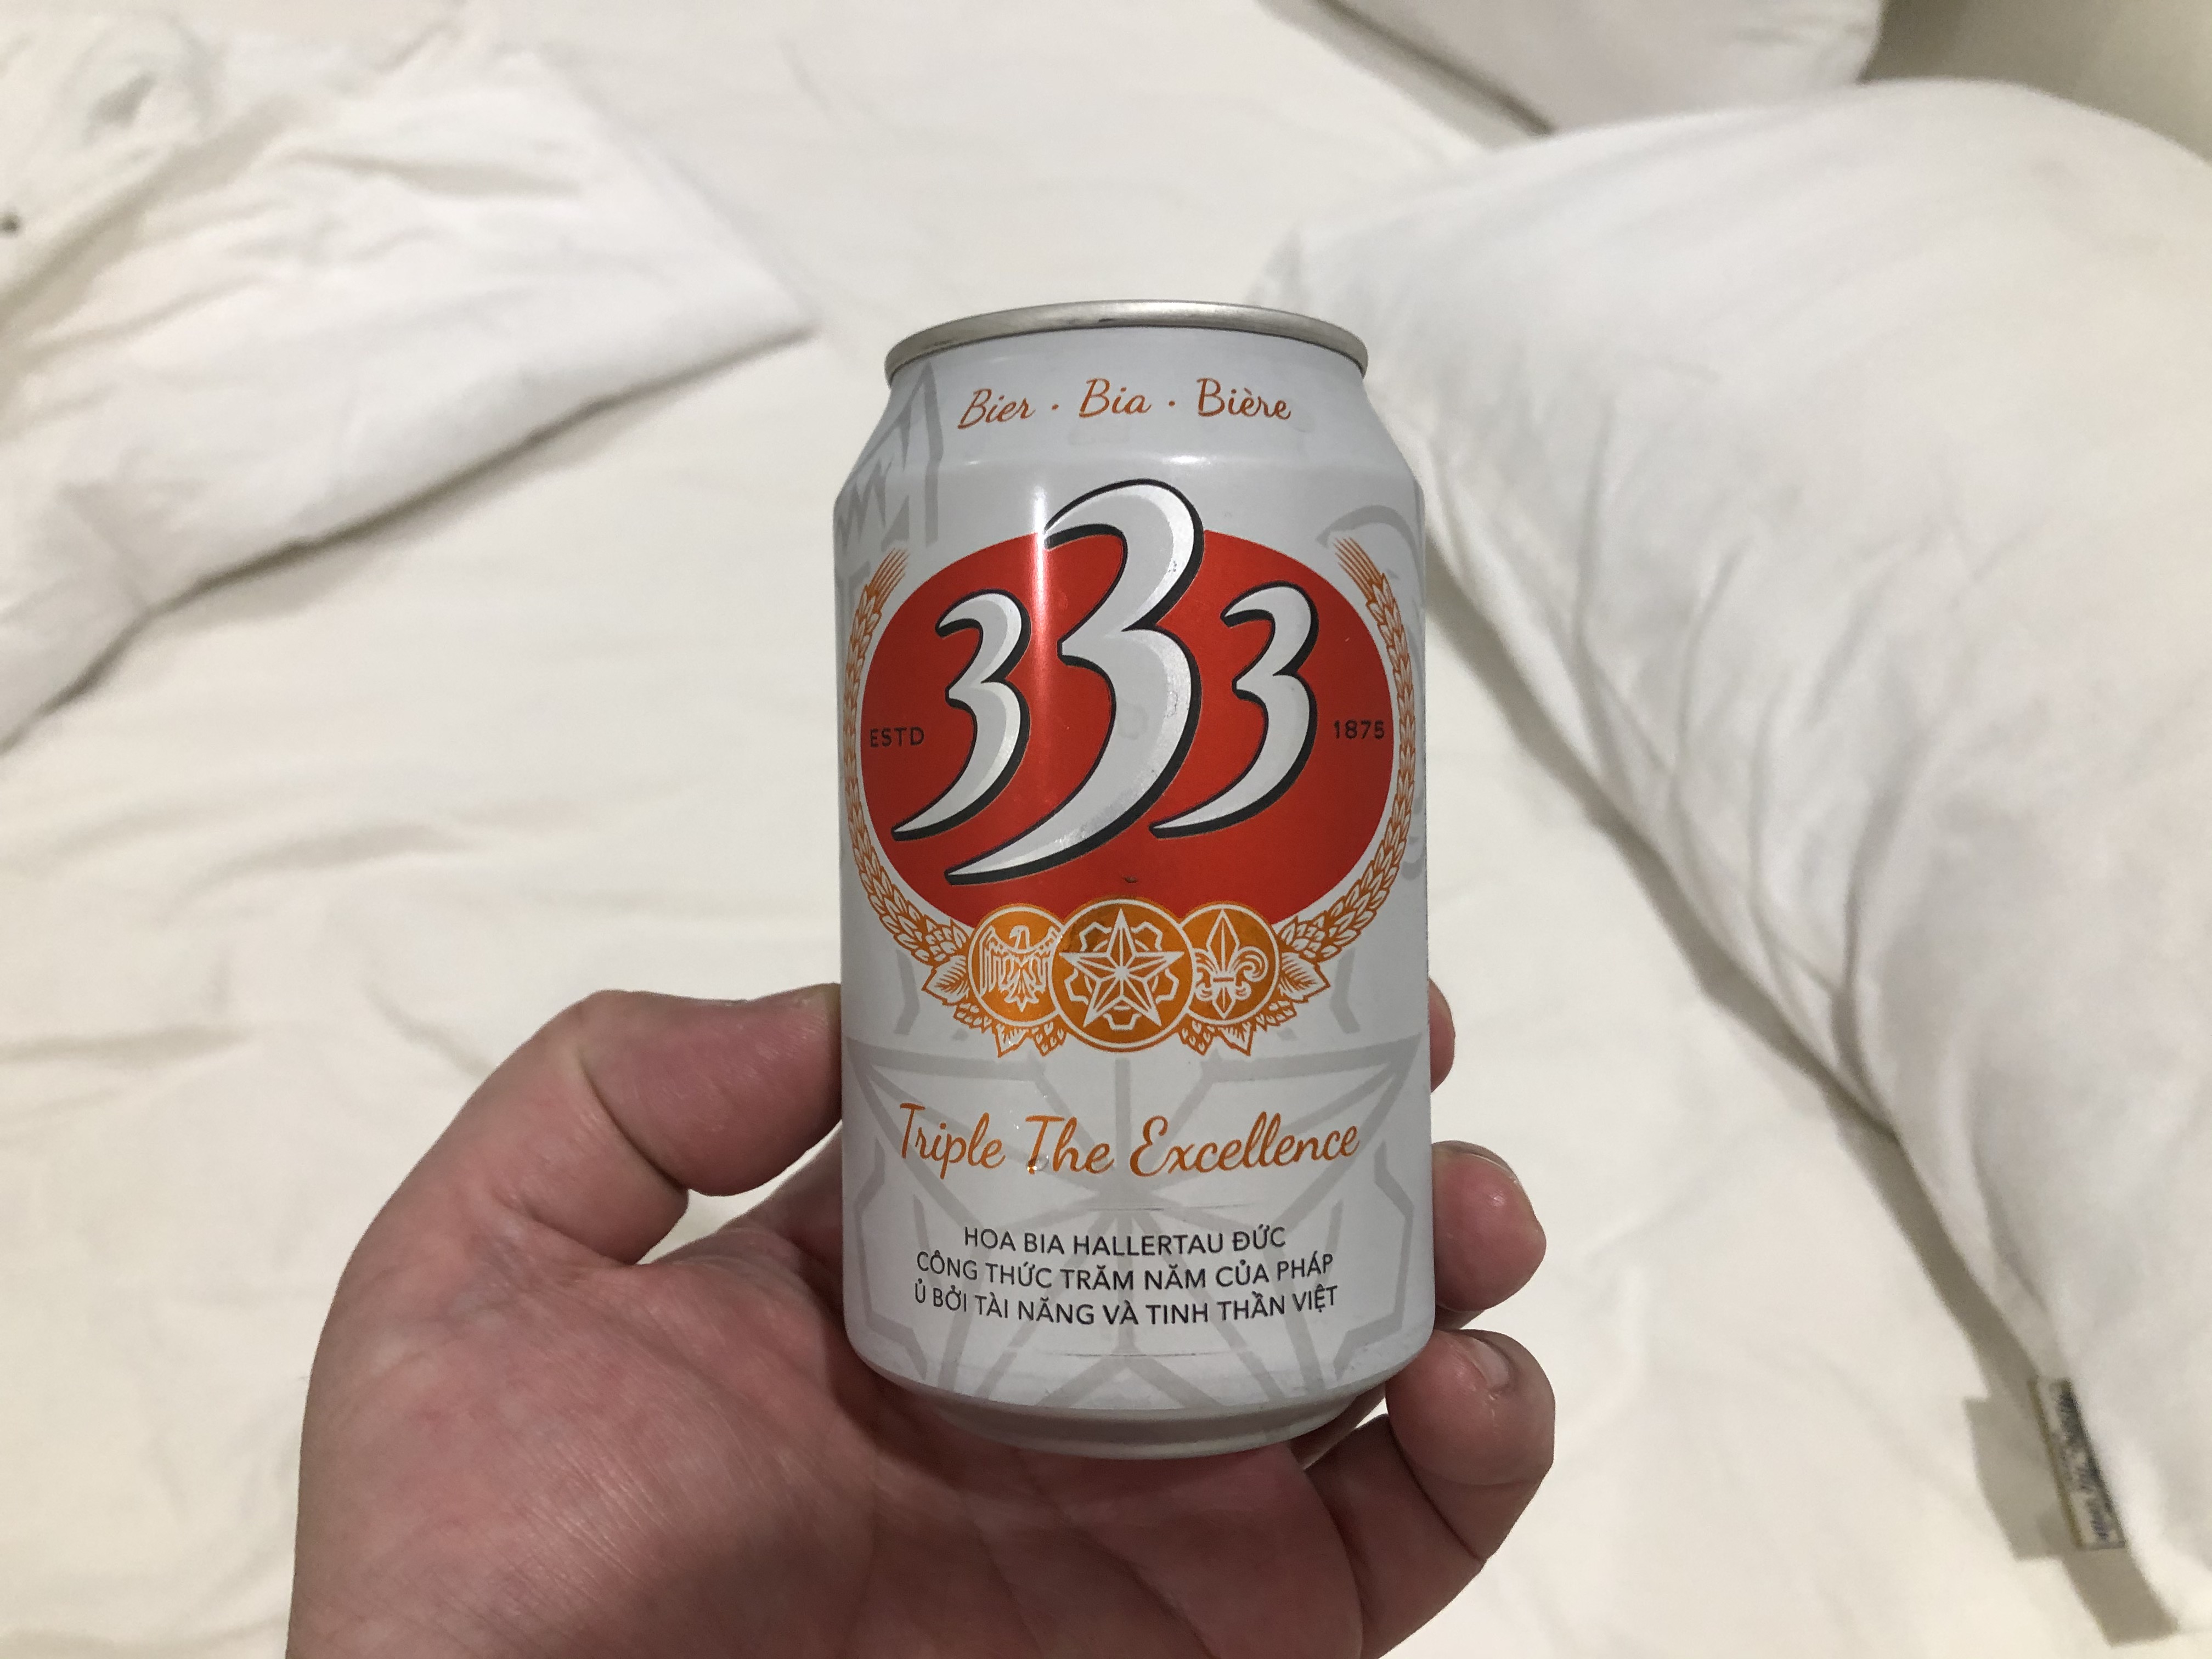 Bier · Bia · Bière
333
ESTD 1875
Triple The Excellence
HOA BIA HALLERTAU ĐỨC
CÔNG THỨC TRĂM NĂM CỦA PHÁP
Ủ BỞI TÀI NĂNG VÀ TINH THẦN VIỆT